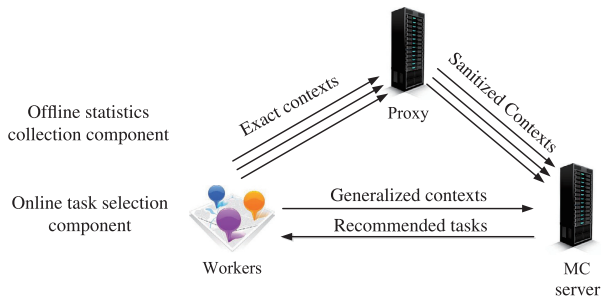 Exact contexts
Sanitized Contexts
Proxy
Offline statistics
collection component
Online task selection
component
Generalized contexts
Recommended tasks
Workers
MC
server